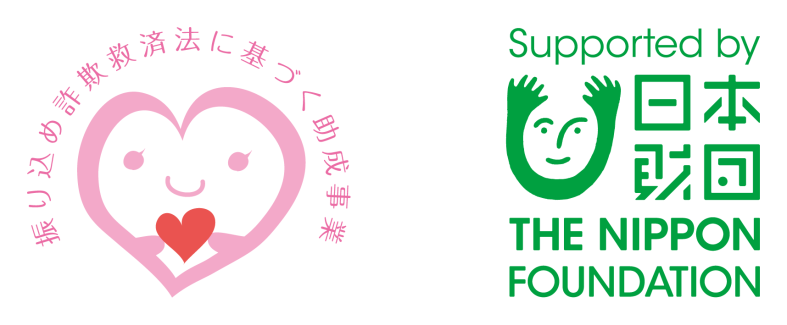 振り込め詐欺救済法に基づく助成事業
Supported by
日本
財団
THE NIPPON
FOUNDATION